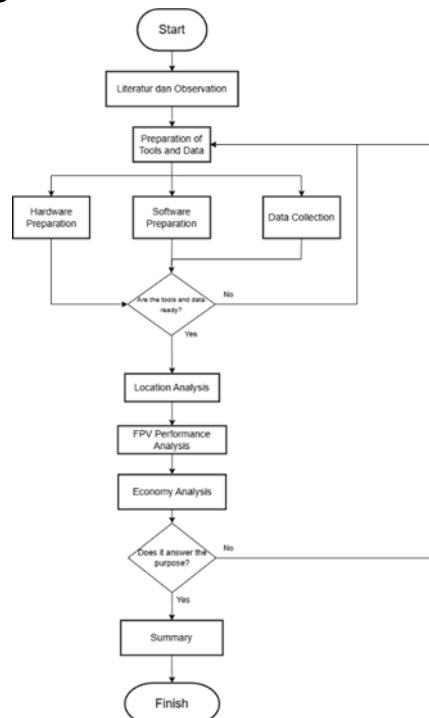 Start
Literatur dan Observation
Preparation of
Tools and Data
Hardware
Preparation
Software
Preparation
Data Collection
Are the tools and data
ready?
No
Yes
Location Analysis
FPV Performance
Analysis
Economy Analysis
Does it answer the
purpose?
No
Yes
Summary
Finish